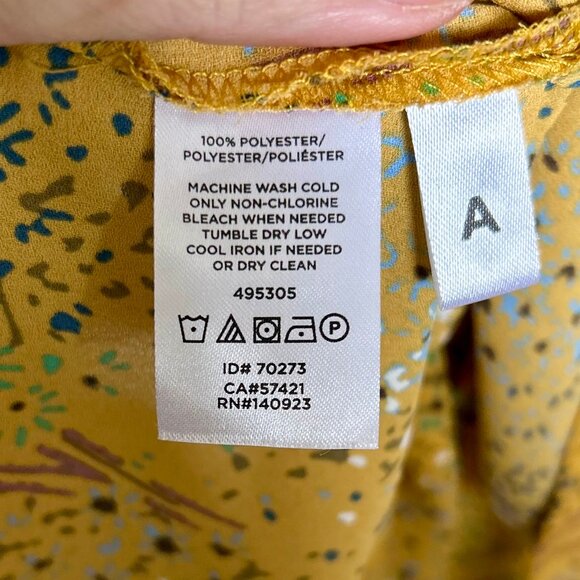 100% POLYESTER/
POLYESTER/POLIÉSTER
MACHINE WASH COLD
ONLY NON-CHLORINE
BLEACH WHEN NEEDED
TUMBLE DRY LOW
COOL IRON IF NEEDED
OR DRY CLEAN
495305
P
ID# 70273
CA#57421
RN#140923
A